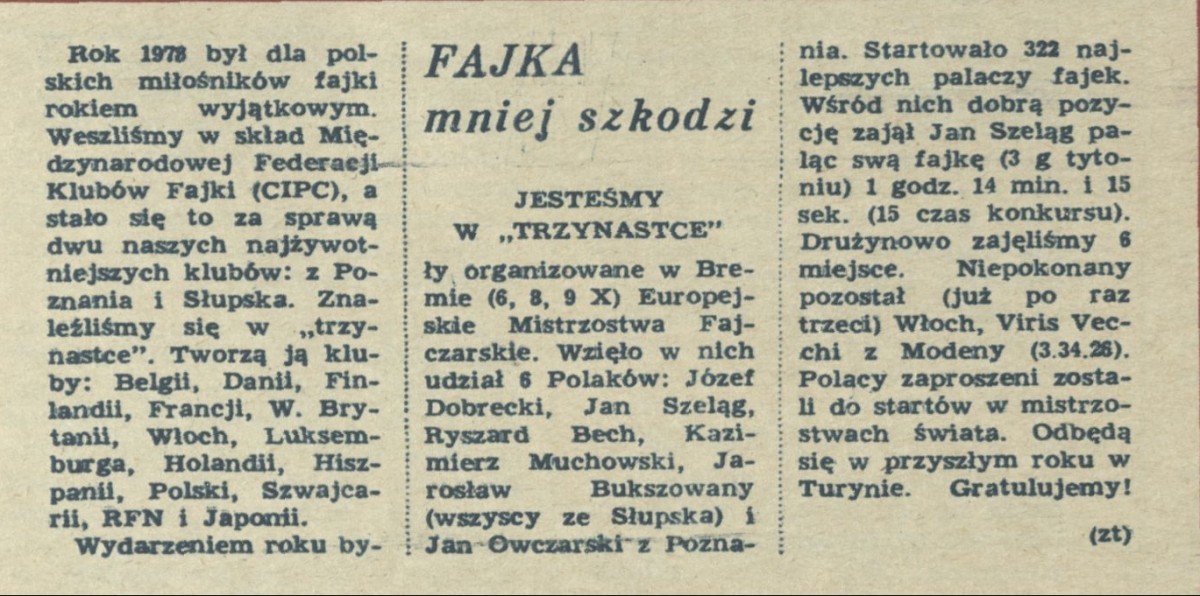 FAJKA
mniej szkodzi
JESTEŚMY
W „TRZYNASTCE”
Rok 1978 był dla pol-
skich miłośników fajki
rokiem wyjątkowym.
Weszliśmy w skład Mię-
dzynarodowej Federacji
Klubów Fajki (CIPC), a
stało się to za sprawą
dwu naszych najżywot-
niejszych klubów: z Po-
znania i Słupska. Zna-
leźliśmy się w „trzy-
nastce”. Tworzą ją klu-
by: Belgii, Danii, Fin-
landii, Francji, W. Bry-
tanii, Włoch, Luksem-
burga, Holandii, Hisz-
panii, Polski, Szwajca-
rii, RFN i Japonii.
Wydarzeniem roku by-
ły organizowane w Bre-
mie (6, 8, 9 X) Europej-
skie Mistrzostwa Faj-
czarskie. Wzięło w nich
udział 6 Polaków: Józef
Dobrecki, Jan Szeląg,
Ryszard Bech, Kazi-
mierz Muchowski, Ja-
rosław Bukszowany
(wszyscy ze Słupska) i
Jan Owczarski z Pozna-
nia. Startowało 322 naj-
lepszych palaczy fajek.
Wśród nich dobrą pozy-
cję zajął Jan Szeląg pa-
ląc swą fajkę (3 g tyto-
niu) 1 godz. 14 min. i 15
sek. (15 czas konkursu).
Drużynowo zajęliśmy 6
miejsce. Niepokonany
pozostał (już po raz
trzeci) Włoch, Viris Vec-
chi z Modeny (3.34.26).
Polacy zaproszeni zosta-
li do startów w mistrzo-
stwach świata. Odbędą
się w przyszłym roku w
Turynie. Gratulujemy!
(zt)